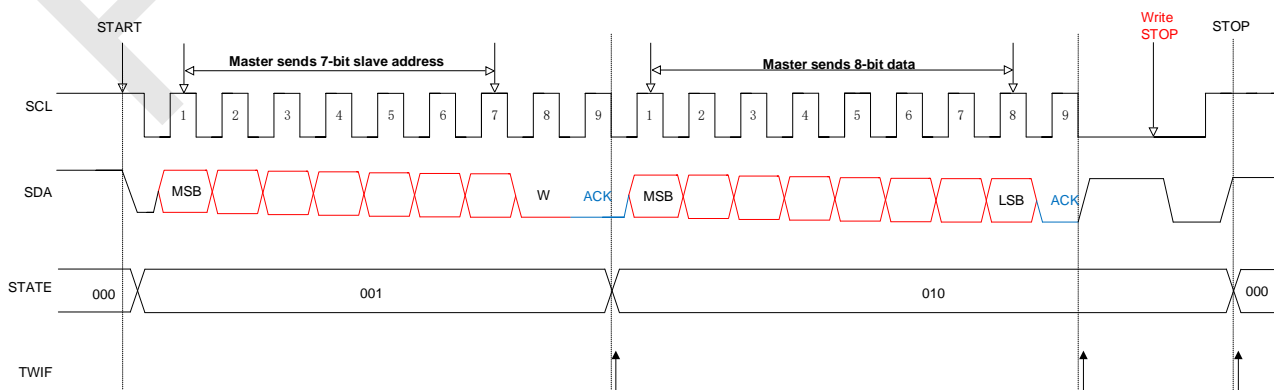 START
Write
STOP
STOP
Master sends 7-bit slave address
Master sends 8-bit data
SCL
1 2 3 4 5 6 7 8 9 1 2 3 4 5 6 7 8 9
SDA
MSB W ACK MSB LSB ACK
STATE
000 001 010 000
TWIF